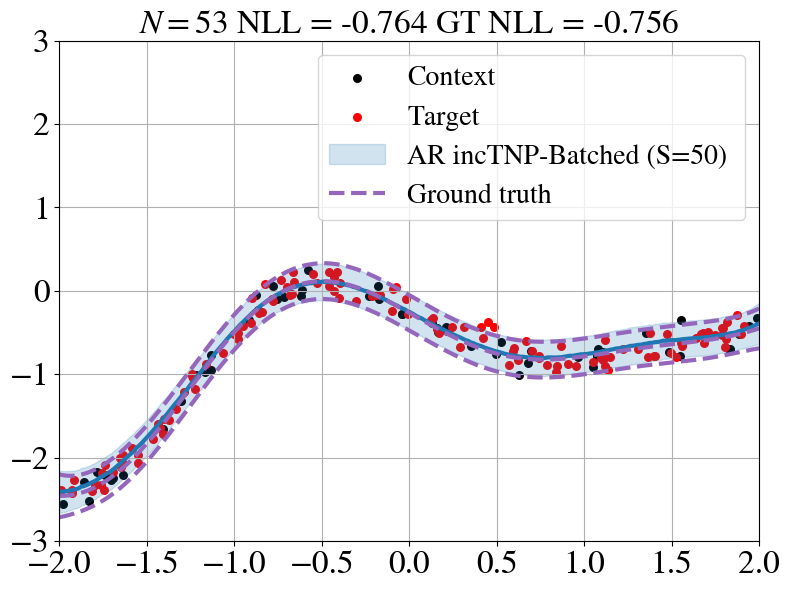 N = 53 NLL = -0.764 GT NLL = -0.756
3
2
1
0
−1
−2
−3
Context
Target
AR incTNP-Batched (S=50)
Ground truth
−2.0 −1.5 −1.0 −0.5 0.0 0.5 1.0 1.5 2.0